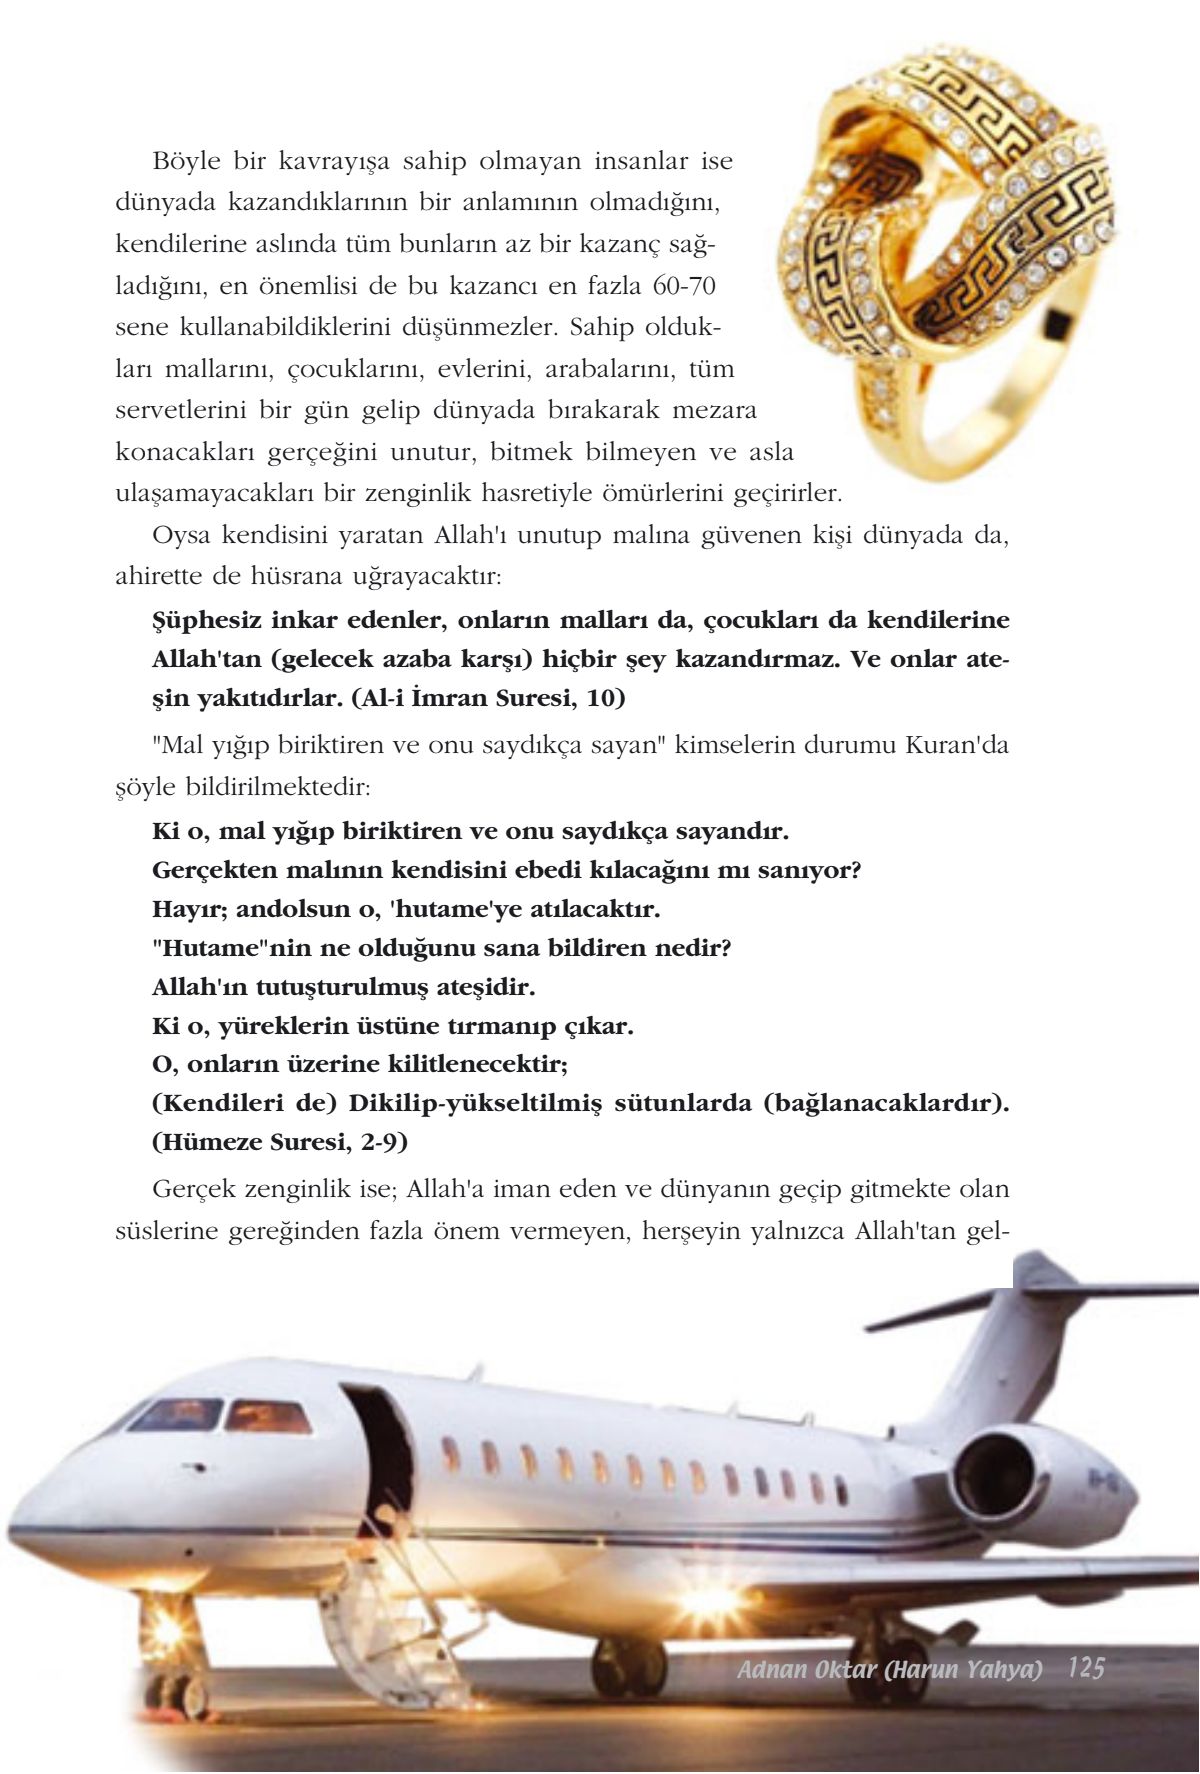 Böyle bir kavrayışa sahip olmayan insanlar ise
dünyada kazandıklarının bir anlamının olmadığını,
kendilerine aslında tüm bunların az bir kazanç sağ-
ladığını, en önemlisi de bu kazancı en fazla 60-70
sene kullanabildiklerini düşünmezler. Sahip olduk-
ları mallarını, çocuklarını, evlerini, arabalarını, tüm
servetlerini bir gün gelip dünyada bırakarak mezara
konacakları gerçeğini unutur, bitmek bilmeyen ve asla
ulaşamayacakları bir zenginlik hasretiyle ömürlerini geçirirler.
Oysa kendisini yaratan Allah'ı unutup malına güvenen kişi dünyada da,
ahirette de hüsrana uğrayacaktır:
Şüphesiz inkar edenler, onların malları da, çocukları da kendilerine
Allah'tan (gelecek azaba karşı) hiçbir şey kazandırmaz. Ve onlar ate-
şin yakıtıdırlar. (Al-i İmran Suresi, 10)
"Mal yığıp biriktiren ve onu saydıkça sayan" kimselerin durumu Kuran'da
şöyle bildirilmektedir:
Ki o, mal yığıp biriktiren ve onu saydıkça sayandır.
Gerçekten malının kendisini ebedi kılacağını mı sanıyor?
Hayır; andolsun o, 'hutame'ye atılacaktır.
"Hutame"nin ne olduğunu sana bildiren nedir?
Allah'ın tutuşturulmuş ateşidir.
Ki o, yüreklerin üstüne tırmanıp çıkar.
O, onların üzerine kilitlenecektir;
(Kendileri de) Dikilip-yükseltilmiş sütunlarda (bağlanacaklardır).
(Hümeze Suresi, 2-9)
Gerçek zenginlik ise; Allah'a iman eden ve dünyanın geçip gitmekte olan
süslerine gereğinden fazla önem vermeyen, herşeyin yalnızca Allah'tan gel-
Adnan Oktar (Harun Yahya) 125